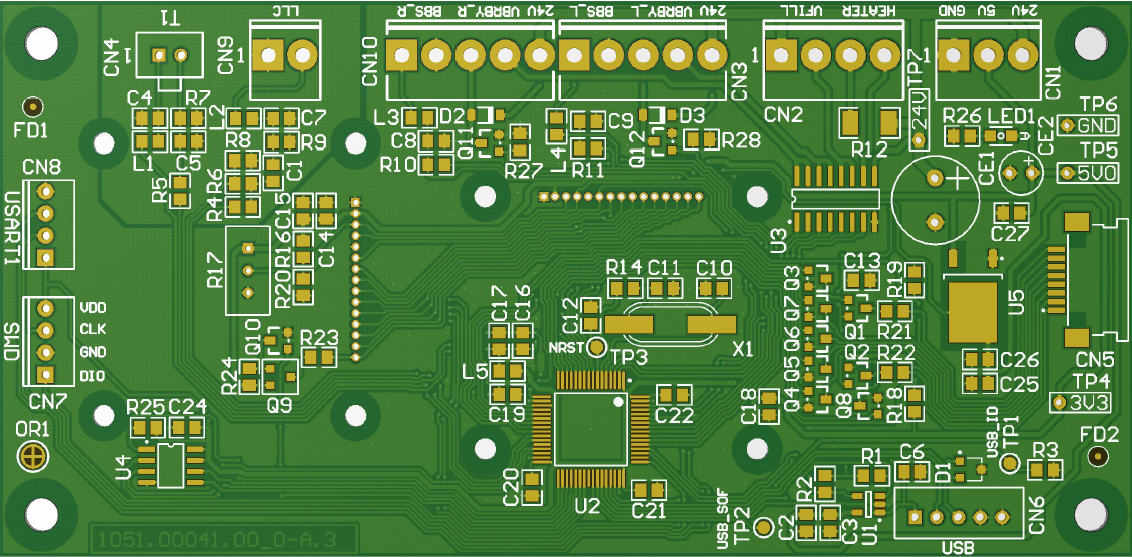 T1
LLC
BBS_R VBRBY_R 24V
BBS_L VBRBY_L 24V
VFILL HEATER
GND 5V 24V
CN4
1
CN9
1
CN10
1
CN3
1
CN2
TP7
1
CN1
C4
R7
L2
C7
L3
D2
Q11
C9
D3
24V
R26
LED1
CE2
TP6
GND
FD1
L1
C5
R8
R9
C8
R10
R27
L4
R11
Q12
R28
R12
CE1
TP5
5V0
CN8
USART1
R5
R6
R4
C1
C15
C14
R17
R16
R20
U3
C27
R14
C11
C10
Q3
C13
R19
U5
SWD
VDD
CLK
GND
DIO
CN7
Q10
R23
R24
Q9
C17
C16
C12
NRST
TP3
X1
Q7
Q6
Q1
R21
Q5
Q2
R22
Q4
Q8
R18
C26
C25
CN5
L5
C19
C22
C18
TP4
3V3
R25
C24
OR1
U4
USB_ID
TP1
FD2
C20
U2
C21
R2
R1
C6
D1
R3
USB_SOF
TP2
C2
C3
U1
CN6
USB
1051.00041.00_0-A.3